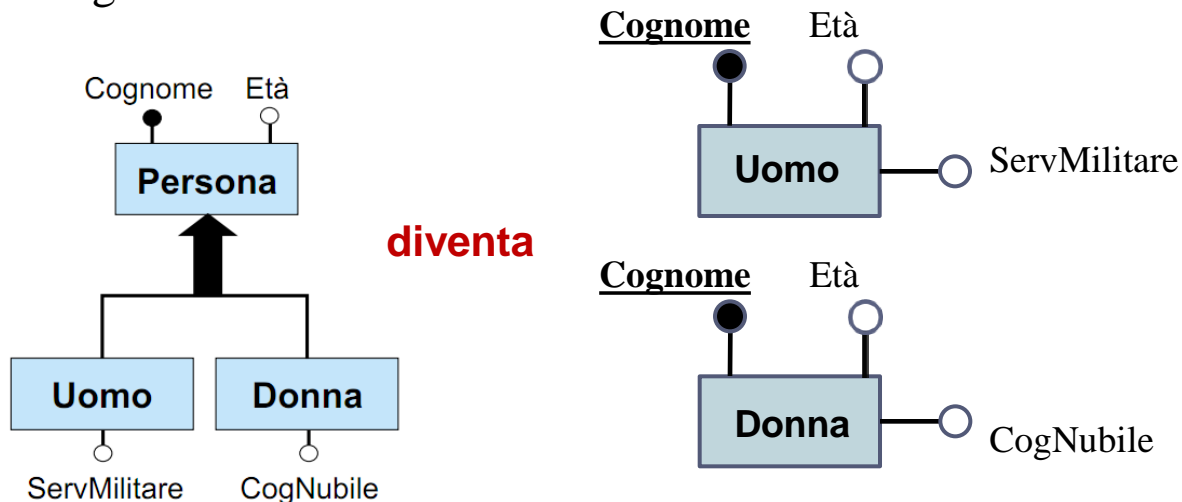 g
Cognome Età
Persona
Uomo Donna
ServMilitare CogNubile
diventa
Cognome Età
Uomo
ServMilitare
Cognome Età
Donna
CogNubile